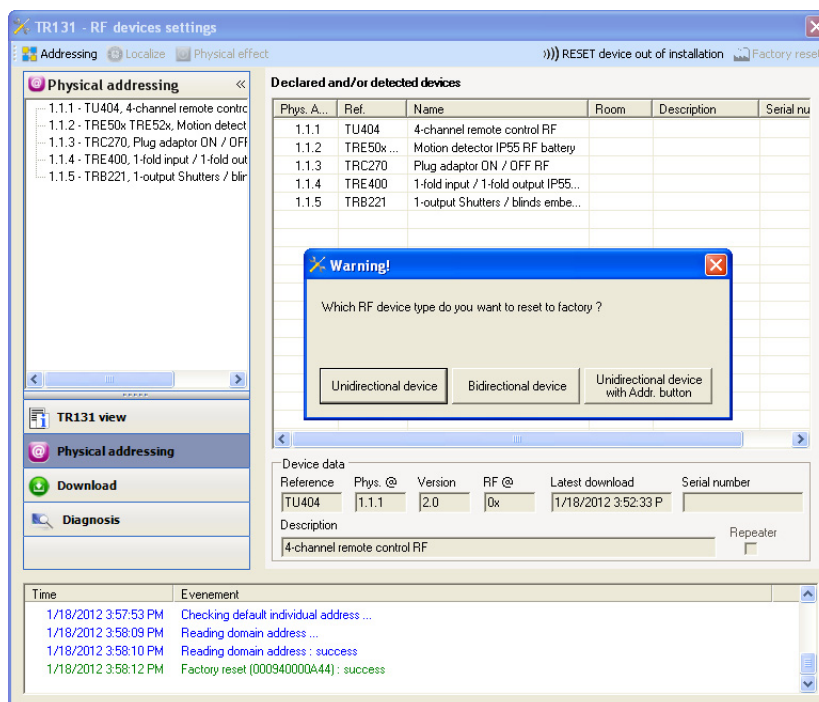 TR131 - RF devices settings
Addressing Localize Physical effect RESET device out of installation Factory reset
Physical addressing «
1.1.1 - TU404, 4-channel remote contro
1.1.2 - TRE50x TRE52x, Motion detect
1.1.3 - TRC270, Plug adaptor ON / OFF
1.1.4 - TRE400, 1-fold input / 1-fold out
1.1.5 - TRB221, 1-output Shutters / blin
Declared and/or detected devices
Phys. A... Ref. Name Room Description Serial nu
1.1.1 TU404 4-channel remote control RF
1.1.2 TRE50x ... Motion detector IP55 RF battery
1.1.3 TRC270 Plug adaptor ON / OFF RF
1.1.4 TRE400 1-fold input / 1-fold output IP55...
1.1.5 TRB221 1-output Shutters / blinds embe...
Warning!
Which RF device type do you want to reset to factory ?
Unidirectional device Bidirectional device Unidirectional device
with Addr. button
TR131 view
Physical addressing
Download
Diagnosis
Device data
Reference Phys. @ Version RF @ Latest download Serial number
TU404 1.1.1 2.0 0x 1/18/2012 3:52:33 P
Description
4-channel remote control RF
Repeater
Time Evenement
1/18/2012 3:57:53 PM Checking default individual address ...
1/18/2012 3:58:09 PM Reading domain address ...
1/18/2012 3:58:10 PM Reading domain address : success
1/18/2012 3:58:12 PM Factory reset (000940000A44) : success